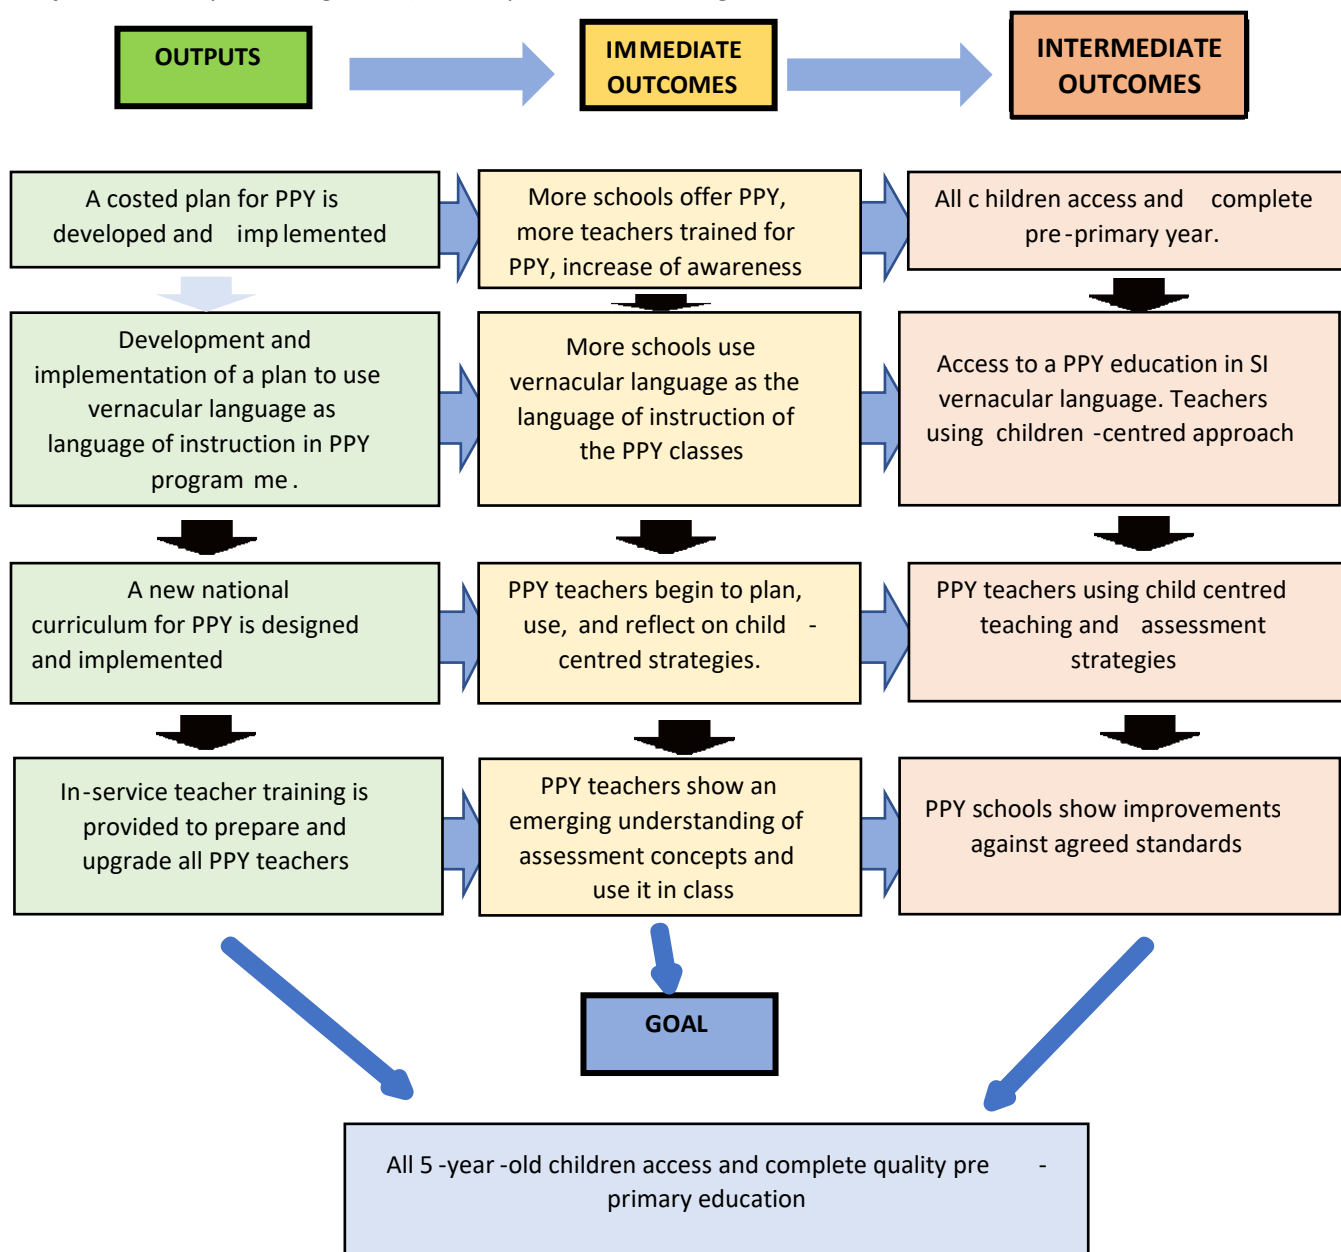 OUTPUTS
IMMEDIATE
OUTCOMES
INTERMEDIATE
OUTCOMES
A costed plan for PPY is
developed and imp lemented
More schools offer PPY,
more teachers trained for
PPY, increase of awareness
All c hildren access and complete
pre -primary year.
Development and
implementation of a plan to use
vernacular language as
language of instruction in PPY
program me .
More schools use
vernacular language as the
language of instruction of
the PPY classes
Access to a PPY education in SI
vernacular language. Teachers
using children -centred approach
A new national
curriculum for PPY is designed
and implemented
PPY teachers begin to plan,
use, and reflect on child -
centred strategies.
PPY teachers using child centred
teaching and assessment
strategies
In-service teacher training is
provided to prepare and
upgrade all PPY teachers
PPY teachers show an
emerging understanding of
assessment concepts and
use it in class
PPY schools show improvements
against agreed standards
GOAL
All 5 -year -old children access and complete quality pre -
primary education